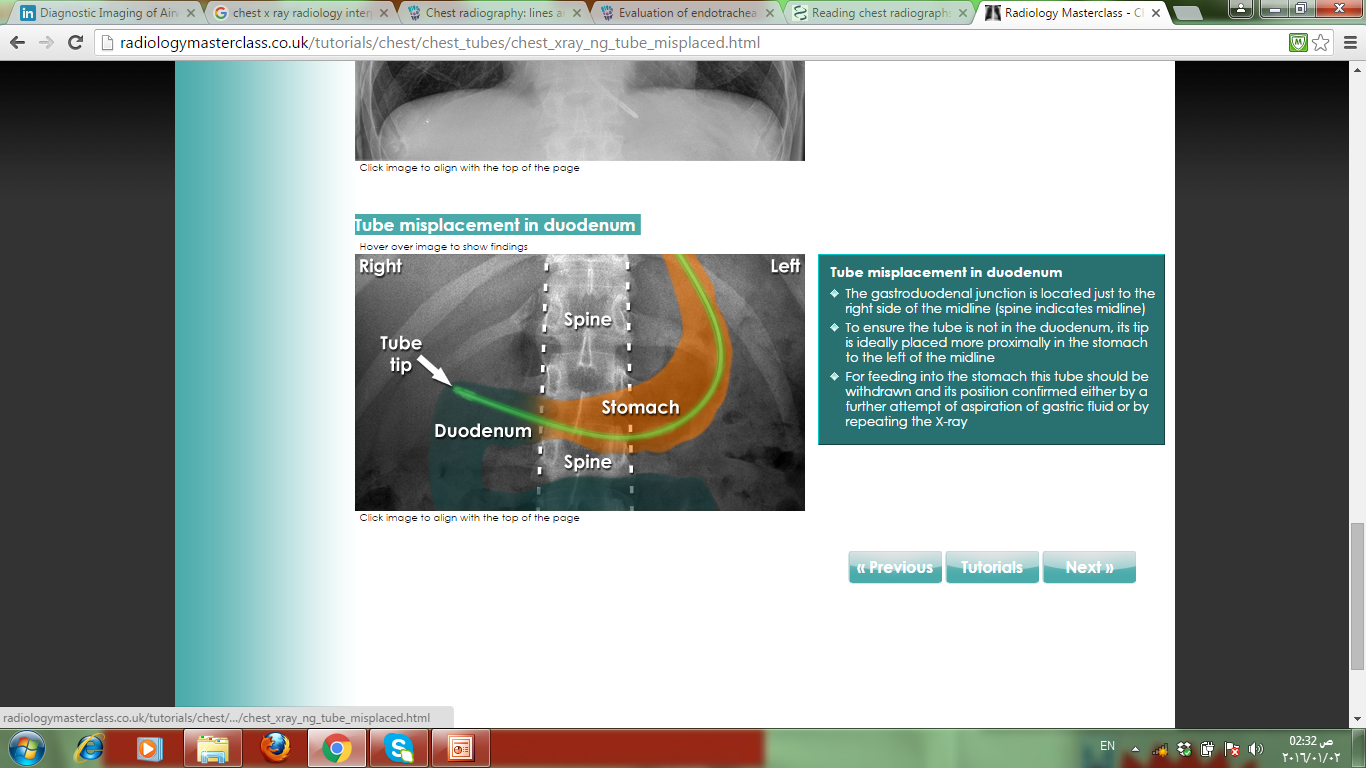 Diagnostic Imaging of Airw
chest x ray radiology interp
Chest radiography: lines a
Evaluation of endotrachea
Reading chest radiographs
Radiology Masterclass - Ch
radiologymasterclass.co.uk/tutorials/chest/chest_tubes/chest_xray_ng_tube_misplaced.html
Click image to align with the top of the page
Tube misplacement in duodenum
Hover over image to show findings
Right
Left
Spine
Tube
tip
Stomach
Duodenum
Spine
Click image to align with the top of the page
Tube misplacement in duodenum
The gastroduodenal junction is located just to the
right side of the midline (spine indicates midline)
To ensure the tube is not in the duodenum, its tip
is ideally placed more proximally in the stomach
to the left of the midline
For feeding into the stomach this tube should be
withdrawn and its position confirmed either by a
further attempt of aspiration of gastric fluid or by
repeating the X-ray
« Previous
Tutorials
Next »
radiologymasterclass.co.uk/tutorials/chest/.../chest_xray_ng_tube_misplaced.html
EN
02:32 ص
٢٠١٦/٠١/٠٢